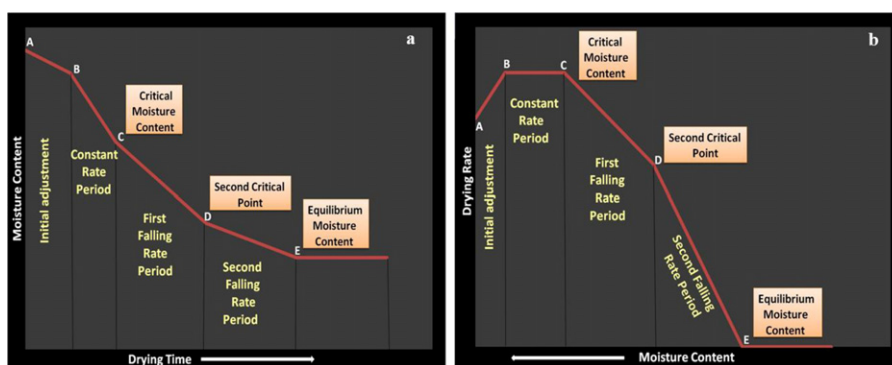 a
A
B
C
D
E
Critical
Moisture
Content
Second Critical
Point
Equilibrium
Moisture
Content
Initial adjustment
Constant
Rate
Period
First
Falling
Rate
Period
Second
Falling
Rate
Period
Moisture Content
Drying Time
b
A
B
C
D
E
Critical
Moisture
Content
Second Critical
Point
Equilibrium
Moisture
Content
Initial adjustment
Constant
Rate
Period
First
Falling
Rate
Period
Second Falling
Rate Period
Drying Rate
Moisture Content